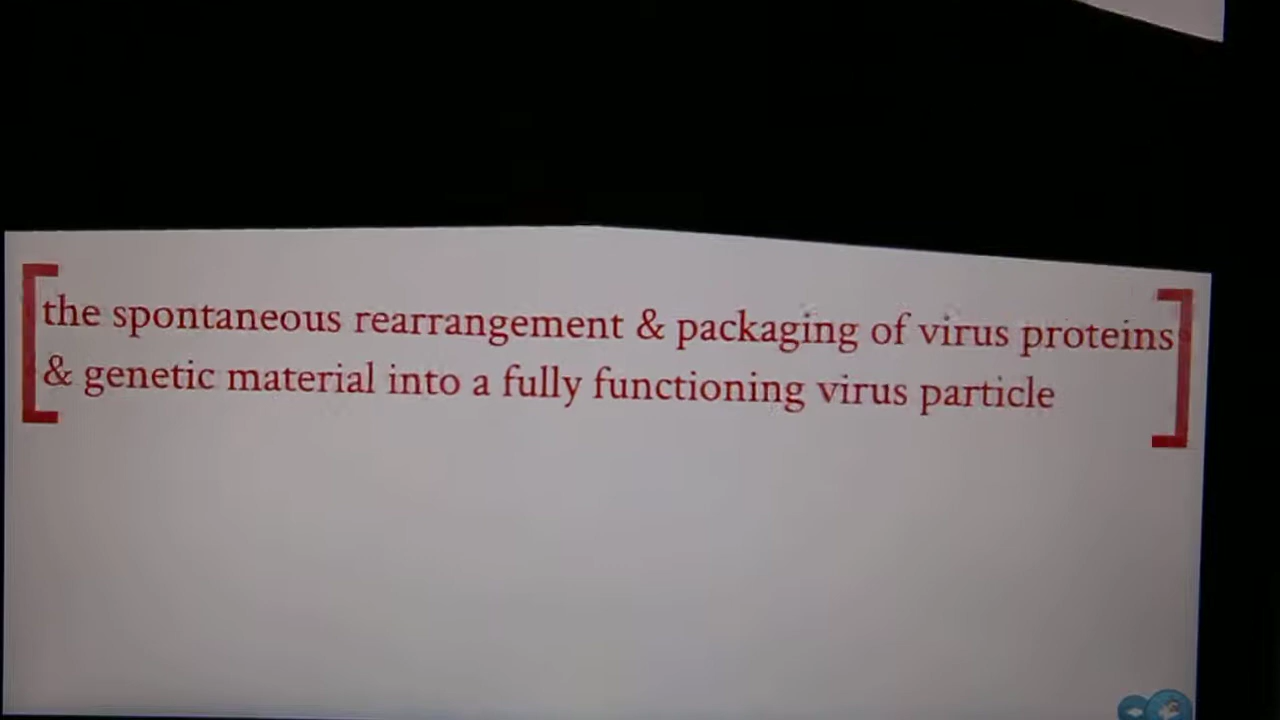 the spontaneous rearrangement & packaging of virus proteins
& genetic material into a fully functioning virus particle